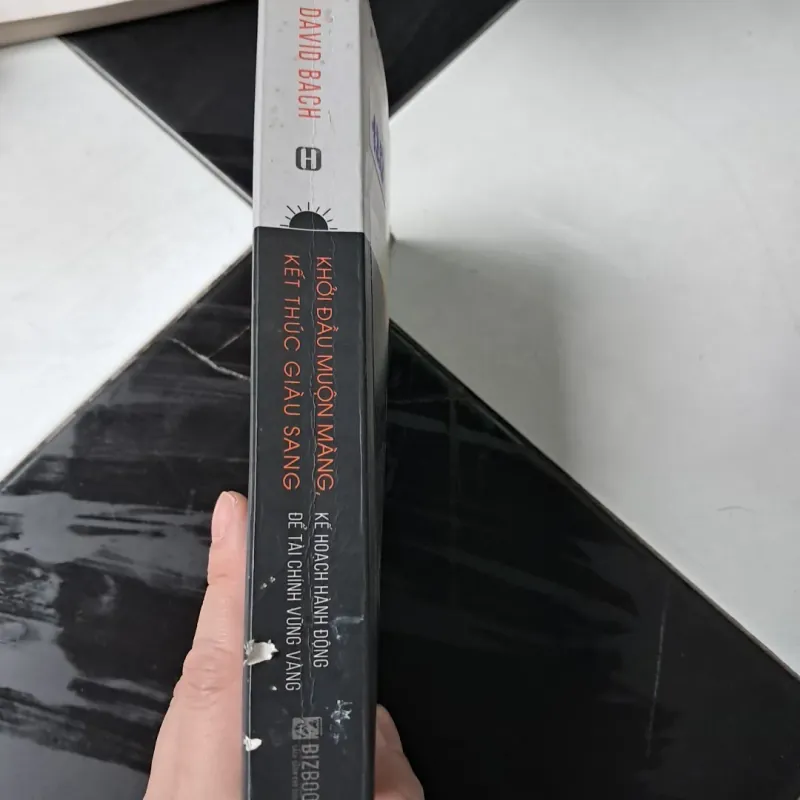 DAVID BACH
H
KHỞI ĐẦU MUỘN MÀNG,
KẾT THÚC GIÀU SANG
KẾ HOẠCH HÀNH ĐỘNG
ĐỂ TÀI CHÍNH VỮNG VÀNG
BIZBOO